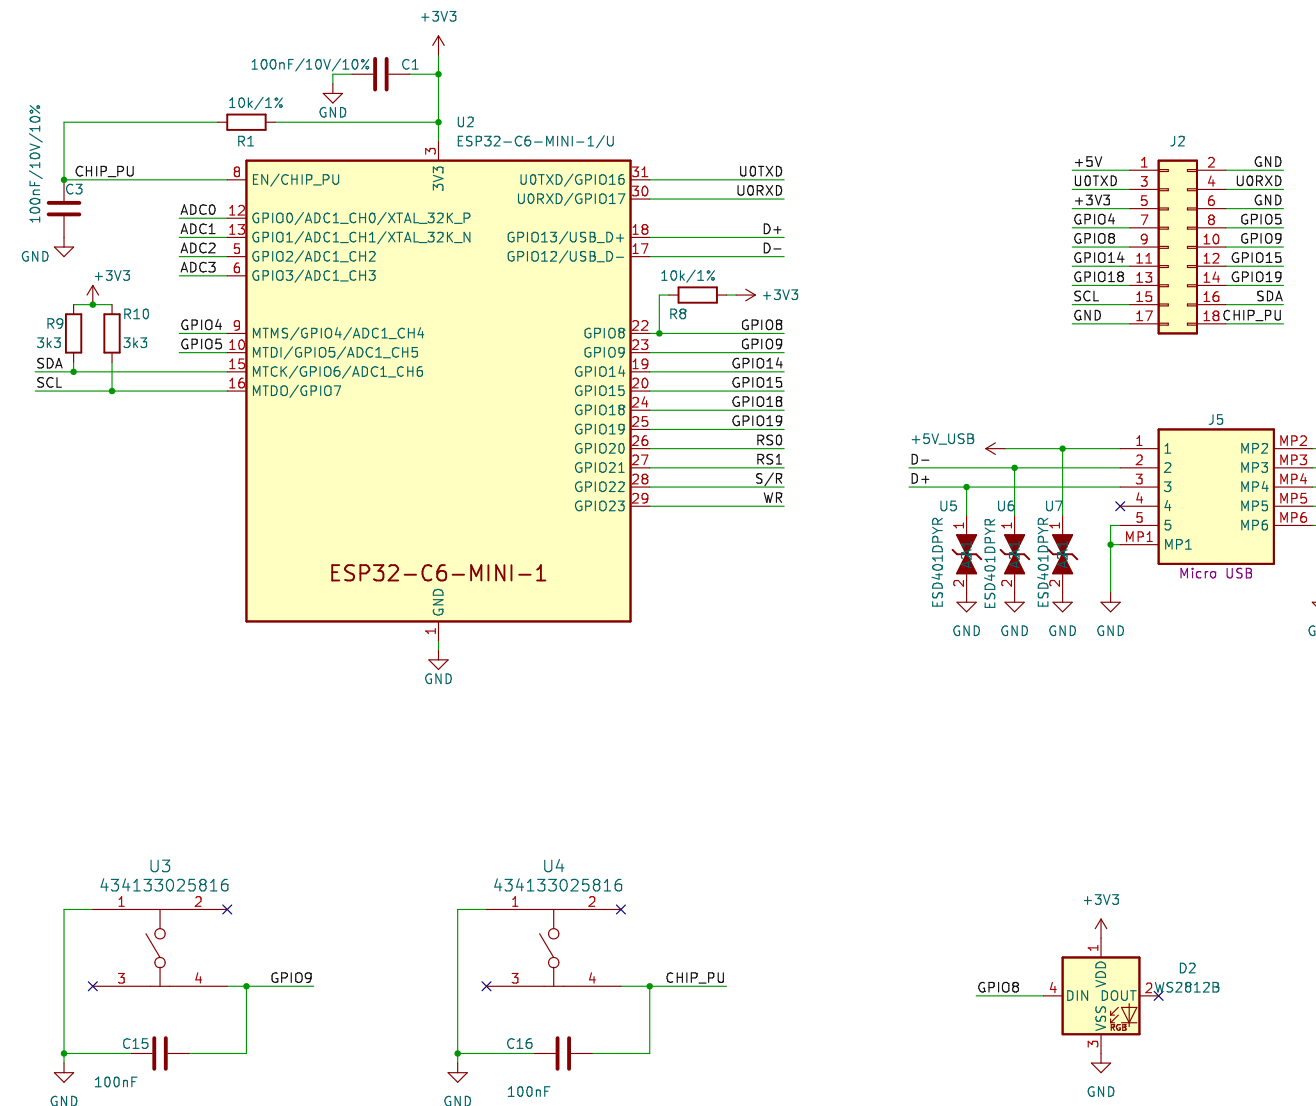 +3V3
100nF/10V/10%
C1
GND
10k/1%
R1
U2
ESP32-C6-MINI-1/U
100nF/10V/10%
CHIP_PU
C3
GND
8
EN/CHIP_PU
3
3V3
ADC0
12
GPIO0/ADC1_CH0/XTAL_32K_P
ADC1
13
GPIO1/ADC1_CH1/XTAL_32K_N
ADC2
5
GPIO2/ADC1_CH2
ADC3
6
GPIO3/ADC1_CH3
+3V3
R9
3k3
R10
3k3
GPIO4
9
MTMS/GPIO4/ADC1_CH4
GPIO5
10
MTDI/GPIO5/ADC1_CH5
SDA
15
MTCK/GPIO6/ADC1_CH6
SCL
16
MTDO/GPIO7
U0TXD/GPIO16
31
U0TXD
U0RXD/GPIO17
30
U0RXD
GPIO13/USB_D+
18
D+
GPIO12/USB_D-
17
D-
10k/1%
R8
+3V3
GPIO8
22
GPIO8
GPIO9
23
GPIO9
GPIO14
19
GPIO14
GPIO15
20
GPIO15
GPIO18
24
GPIO18
GPIO19
25
GPIO19
GPIO20
26
RS0
GPIO21
27
RS1
GPIO22
28
S/R
GPIO23
29
WR
ESP32-C6-MINI-1
GND
1
GND
J2
+5V 1 2 GND
U0TXD 3 4 U0RXD
+3V3 5 6 GND
GPIO4 7 8 GPIO5
GPIO8 9 10 GPIO9
GPIO14 11 12 GPIO15
GPIO18 13 14 GPIO19
SCL 15 16 SDA
GND 17 18 CHIP_PU
J5
+5V_USB 1 1 MP2 MP2
D- 2 2 MP3 MP3
D+ 3 3 MP4 MP4
4 4 MP5 MP5
5 5 MP6 MP6
MP1 MP1
Micro USB
U5
ESD401DPYR
1
2
GND
U6
ESD401DPYR
1
2
GND
U7
ESD401DPYR
1
2
GND
GND
U3
434133025816
1 2
3 4
GPIO9
C15
100nF
GND
U4
434133025816
1 2
3 4
CHIP_PU
C16
100nF
GND
+3V3
1
VDD
D2
WS2812B
GPIO8
4
DIN
DOUT
2
VSS
RGB
3
GND